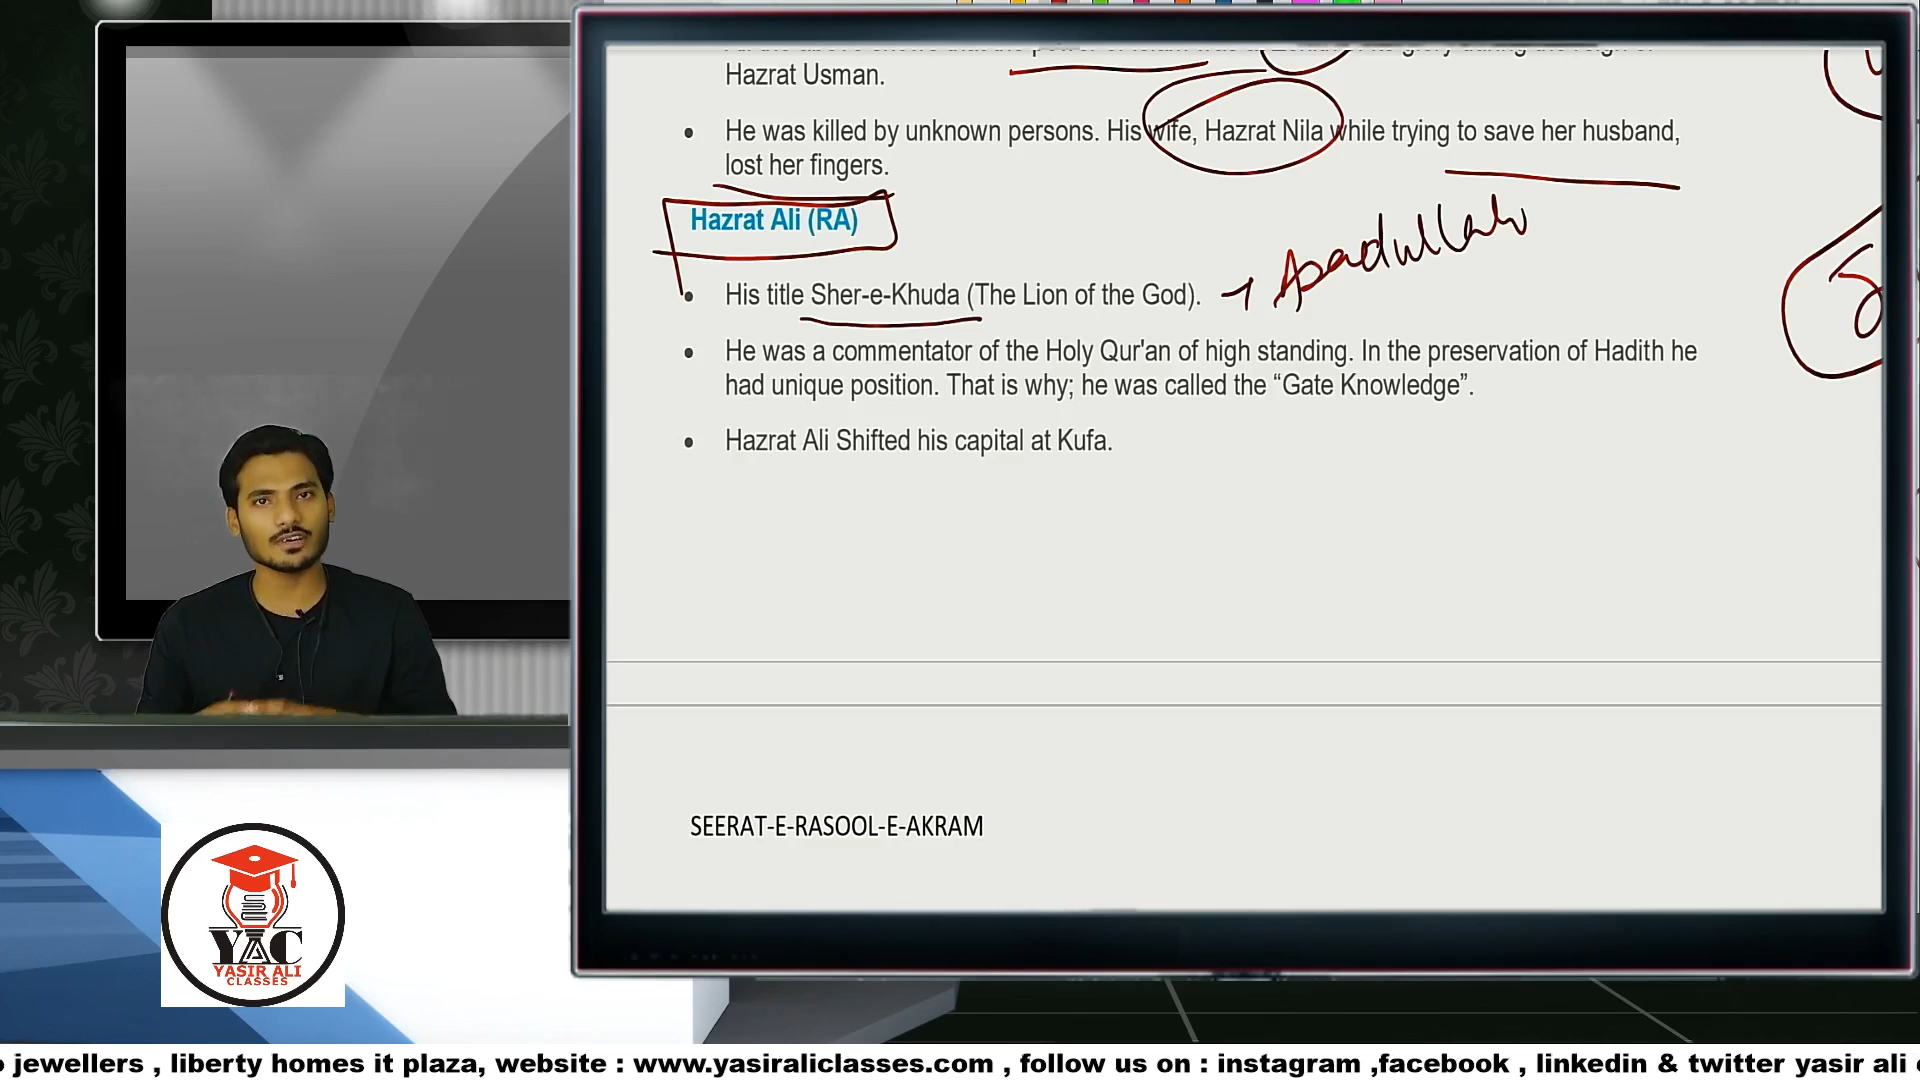 Hazrat Usman.
He was killed by unknown persons. His wife, Hazrat Nila while trying to save her husband,
lost her fingers.
Hazrat Ali (RA)
His title Sher-e-Khuda (The Lion of the God). → Asadullah
He was a commentator of the Holy Qur'an of high standing. In the preservation of Hadith he
had unique position. That is why; he was called the “Gate Knowledge”.
Hazrat Ali Shifted his capital at Kufa.
SEERAT-E-RASOOL-E-AKRAM
YAC
YASIR ALI
CLASSES
jewellers , liberty homes it plaza, website : www.yasiraliclasses.com , follow us on : instagram ,facebook , linkedin & twitter yasir ali